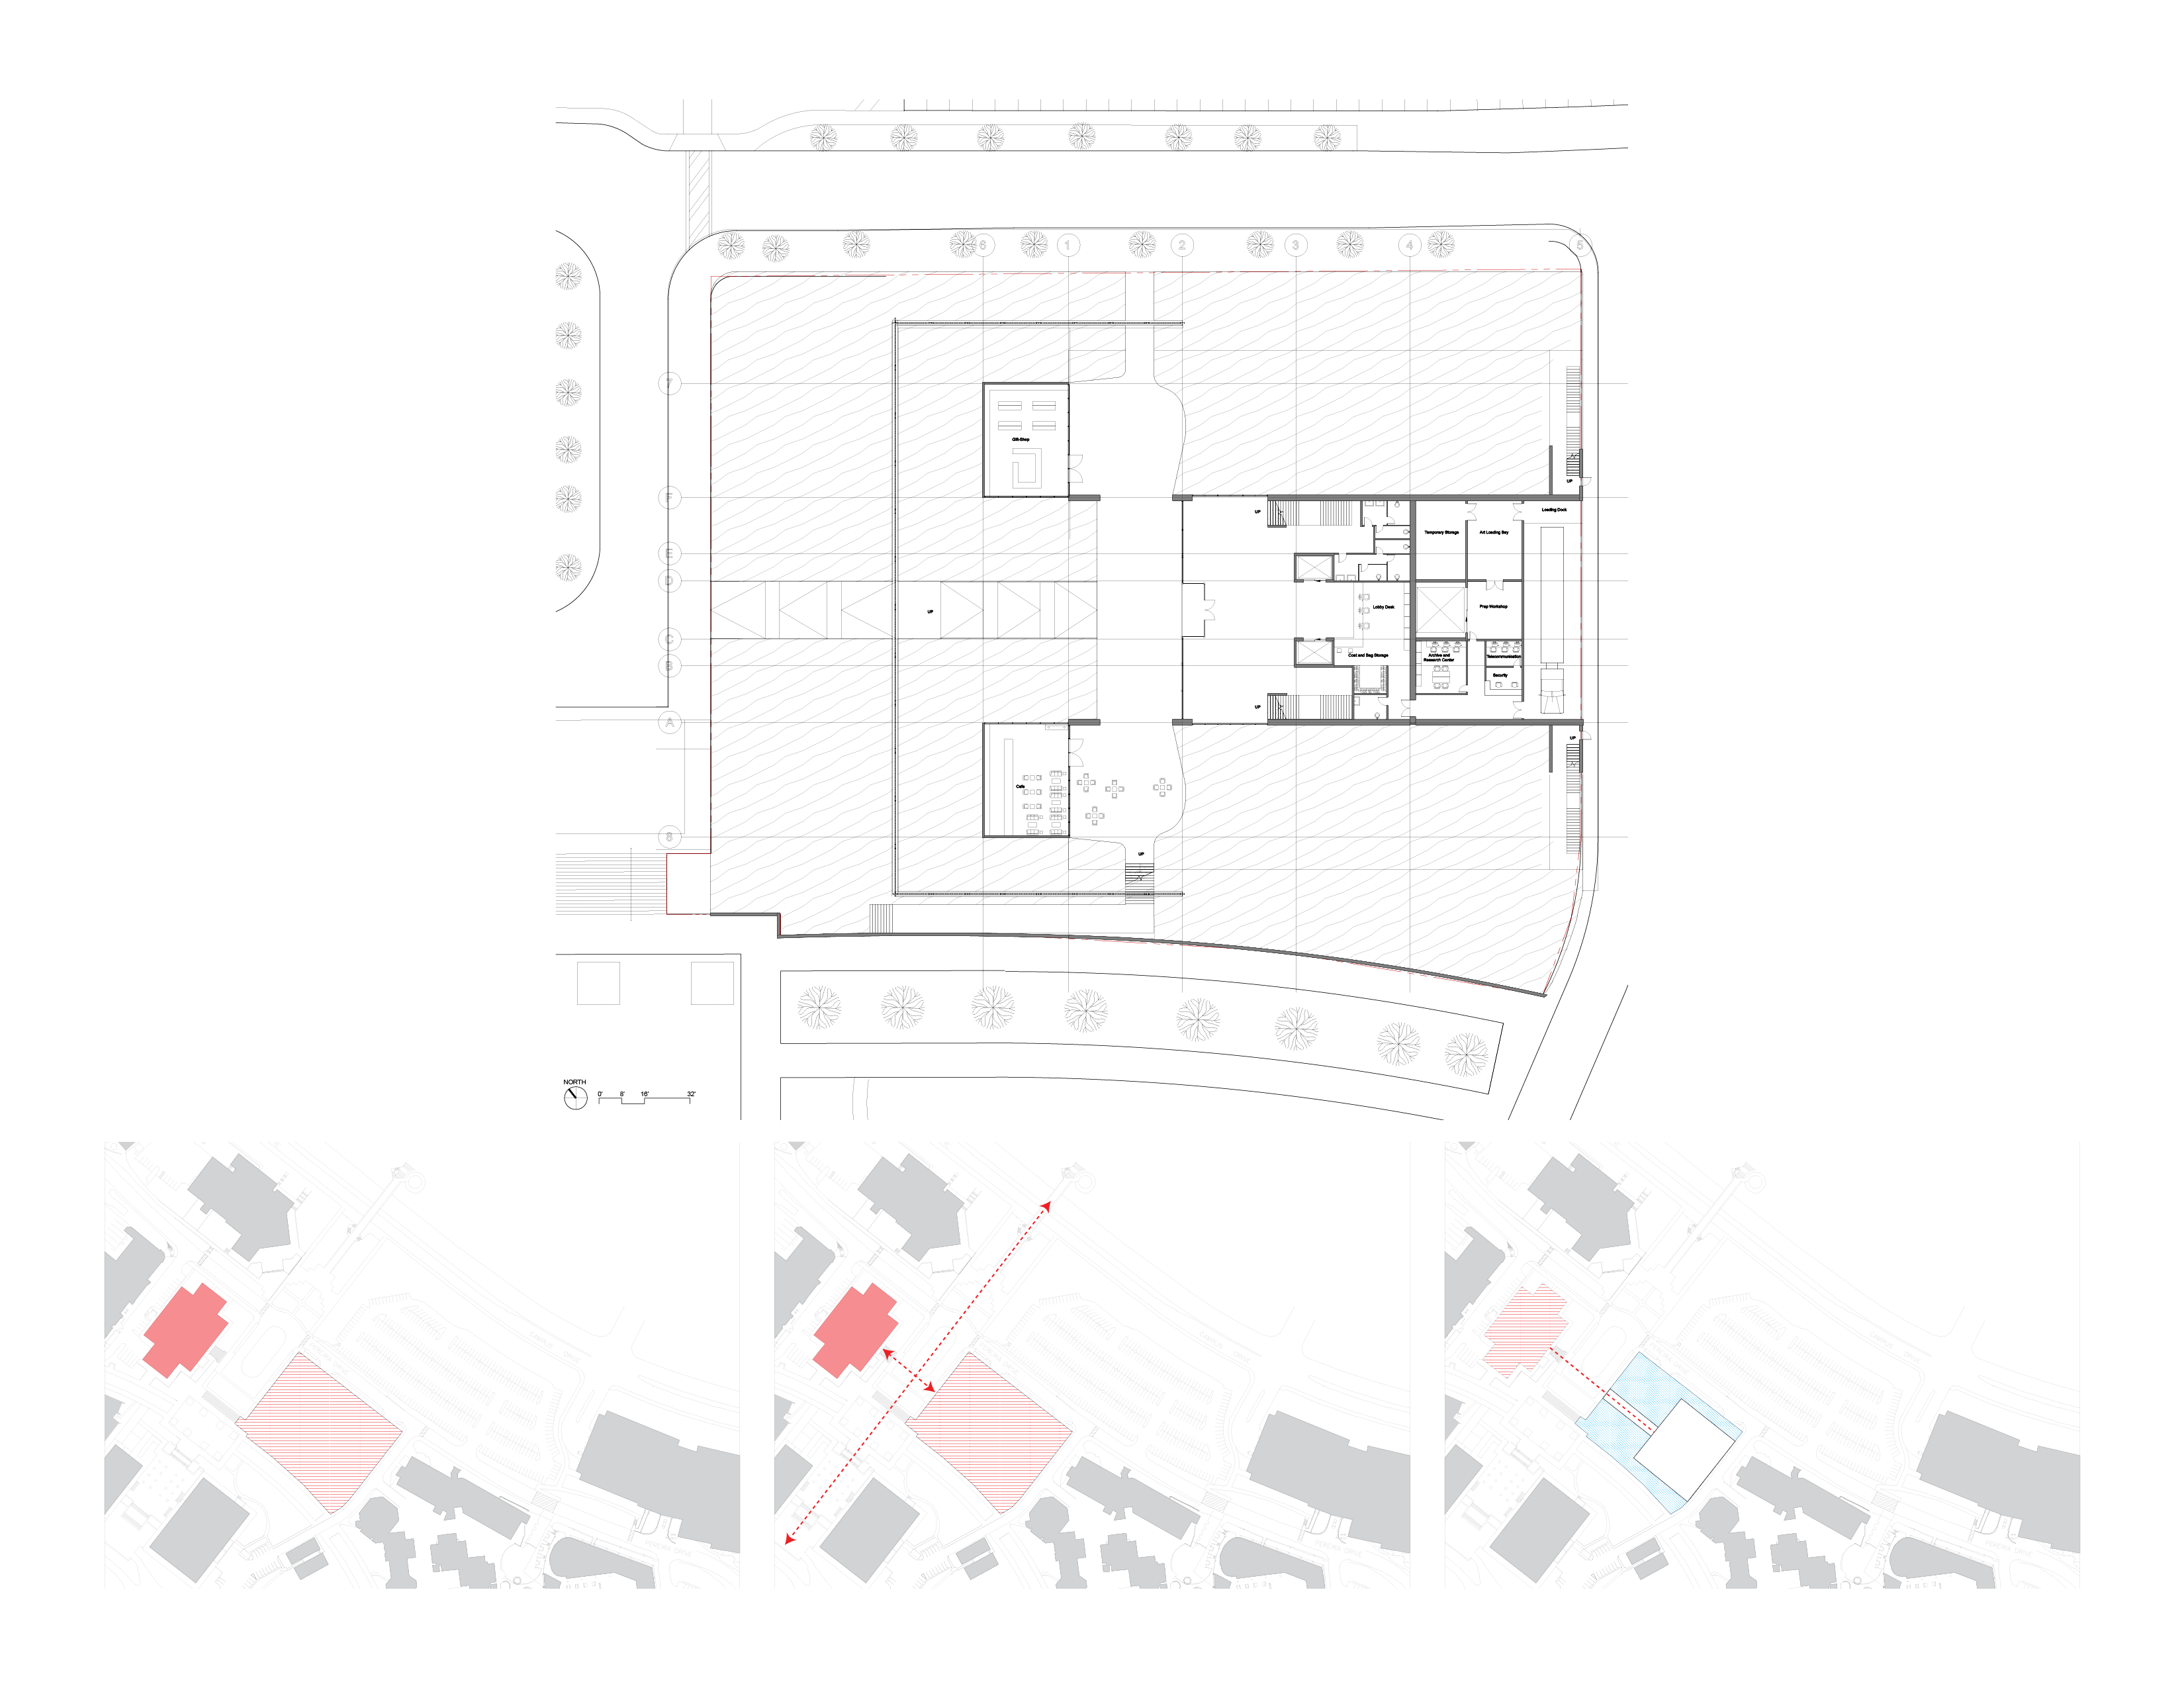 6 1 2 3 4 5
7
Gift-Shop
UP
F
UP
Loading Dock
Temporary Storage
Art Loading Bay
E
D
Lobby Desk
Prep Workshop
UP
C
Cost and Bag Storage
Archive and
Research Center
Telecommunication
B
Security
UP
A
UP
Cafe
8
UP
NORTH
0' 8' 16' 32'